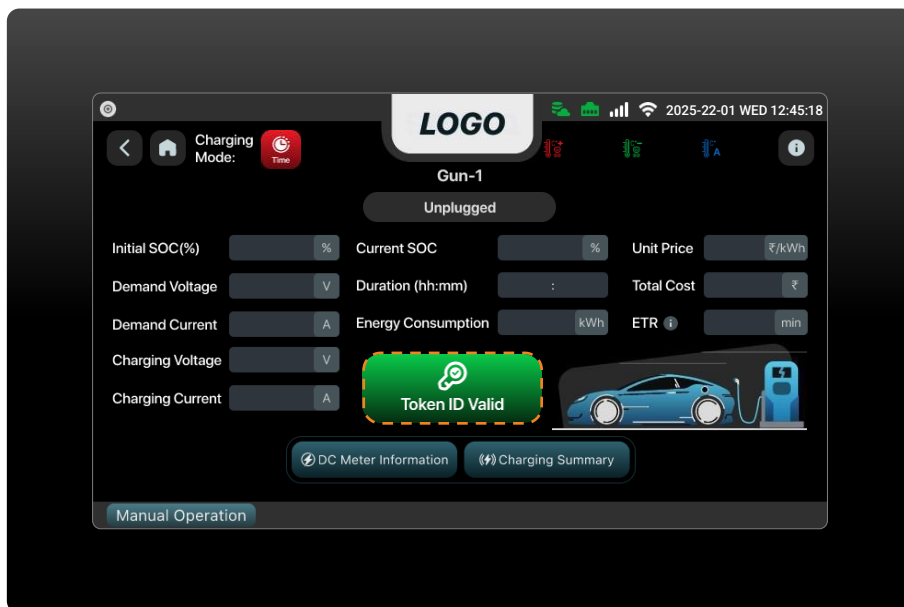 LOGO
2025-22-01 WED 12:45:18
Charging
Mode:
Time
Gun-1
Unplugged
Initial SOC(%) %
Current SOC %
Unit Price ₹/kWh
Demand Voltage V
Duration (hh:mm) :
Total Cost ₹
Demand Current A
Energy Consumption kWh
ETR i min
Charging Voltage V
Charging Current A
Token ID Valid
DC Meter Information
Charging Summary
Manual Operation